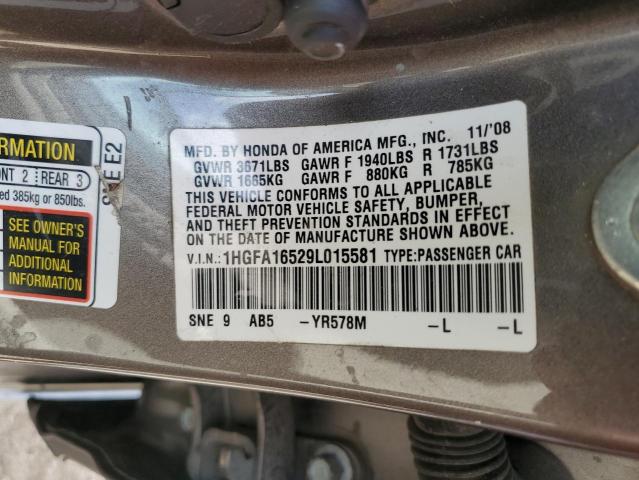 MFD. BY HONDA OF AMERICA MFG., INC. 11/'08
GVWR 3671LBS GAWR F 1940LBS R 1731LBS
GVWR 1665KG GAWR F 880KG R 785KG
THIS VEHICLE CONFORMS TO ALL APPLICABLE
FEDERAL MOTOR VEHICLE SAFETY, BUMPER,
AND THEFT PREVENTION STANDARDS IN EFFECT
ON THE DATE OF MANUFACTURE SHOWN ABOVE.
V.I.N.:1HGFA16529L015581 TYPE:PASSENGER CAR
SNE 9 AB5 -YR578M -L -L
REAR 3
385kg or 850lbs.
SEE OWNER'S
MANUAL FOR
ADDITIONAL
INFORMATION
SNE E2